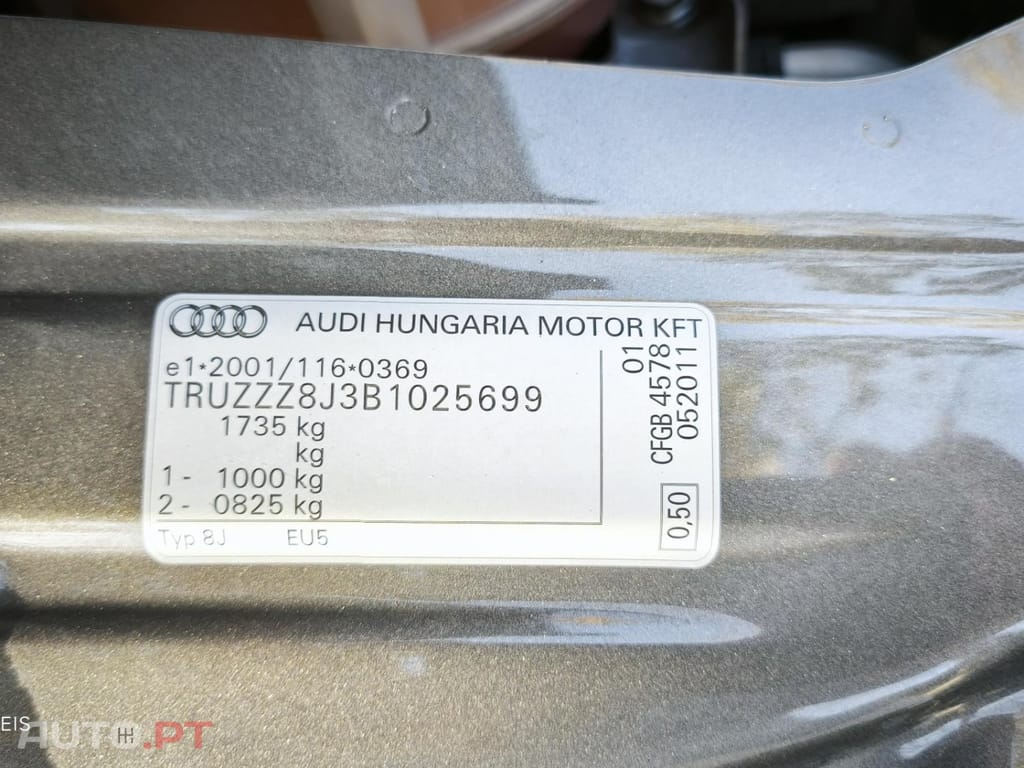 AUDI HUNGARIA MOTOR KFT
e1*2001/116*0369
TRUZZZ8J3B1025699
1735 kg
kg
1 - 1000 kg
2 - 0825 kg
Typ 8J EU5
01
CFGB 4578
052011
0,50
EIS
AUTO.PT